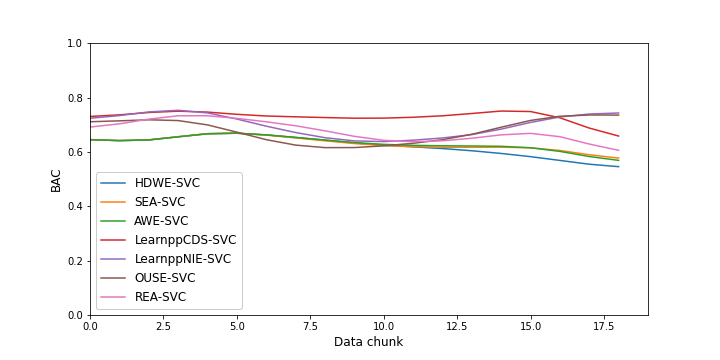 1.0
0.8
0.6
0.4
0.2
0.0
BAC
HDWE-SVC
SEA-SVC
AWE-SVC
LearnppCDS-SVC
LearnppNIE-SVC
OUSE-SVC
REA-SVC
0.0 2.5 5.0 7.5 10.0 12.5 15.0 17.5
Data chunk